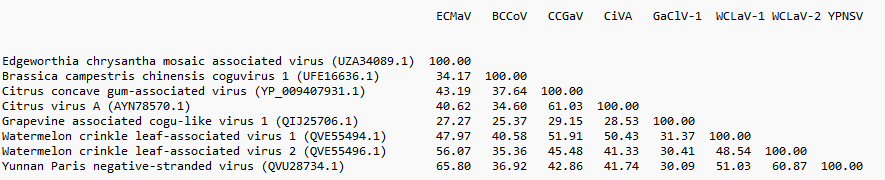 ECMaV BCCoV CCGaV CiVA GaClV-1 WCLaV-1 WCLaV-2 YPNSV
Edgeworthia chrysantha mosaic associated virus (UZA34089.1) 100.00
Brassica campestris chinensis coguvirus 1 (UFE16636.1) 34.17 100.00
Citrus concave gum-associated virus (YP_009407931.1) 43.19 37.64 100.00
Citrus virus A (AYN78570.1) 40.62 34.60 61.03 100.00
Grapevine associated cogu-like virus 1 (QIJ25706.1) 27.27 25.37 29.15 28.53 100.00
Watermelon crinkle leaf-associated virus 1 (QVE55494.1) 47.97 40.58 51.91 50.43 31.37 100.00
Watermelon crinkle leaf-associated virus 2 (QVE55496.1) 56.07 35.36 45.48 41.33 30.41 48.54 100.00
Yunnan Paris negative-stranded virus (QVU28734.1) 65.80 36.92 42.86 41.74 30.09 51.03 60.87 100.00